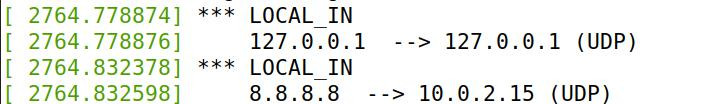 [ 2764.778874] *** LOCAL_IN
[ 2764.778876]     127.0.0.1  --> 127.0.0.1 (UDP)
[ 2764.832378] *** LOCAL_IN
[ 2764.832598]     8.8.8.8  --> 10.0.2.15 (UDP)